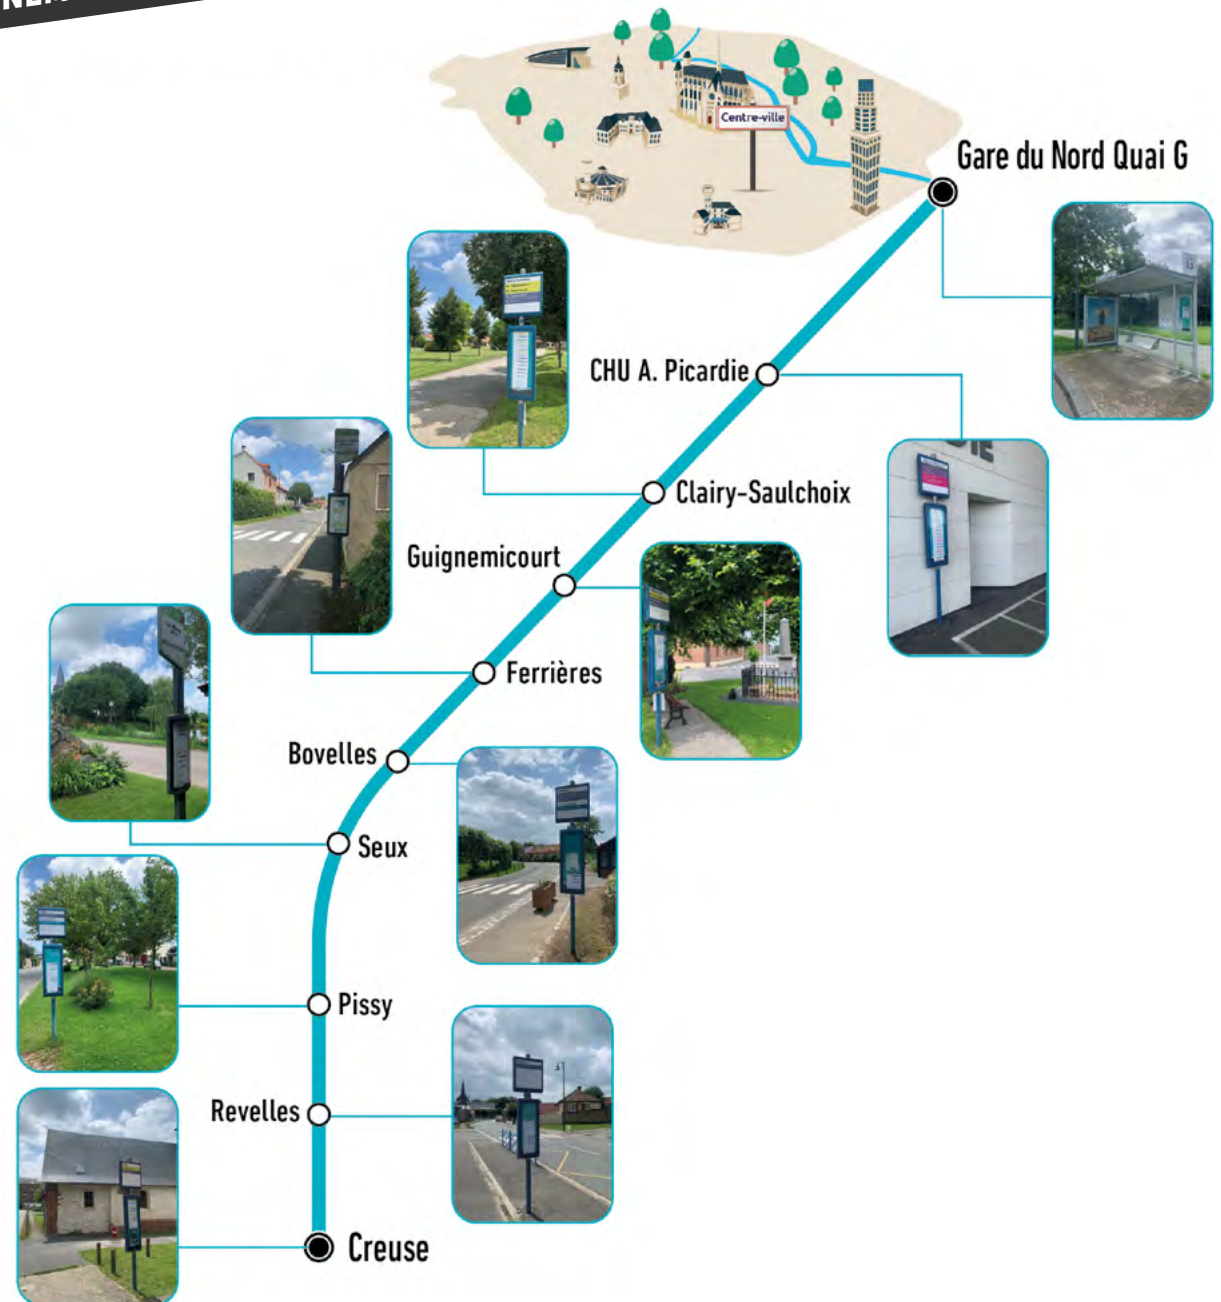 Centre-ville
Gare du Nord Quai G
G
CHU A. Picardie
Clairy-Saulchoix
Guignemicourt
Ferrières
Bovelles
Seux
Pissy
Revelles
Creuse